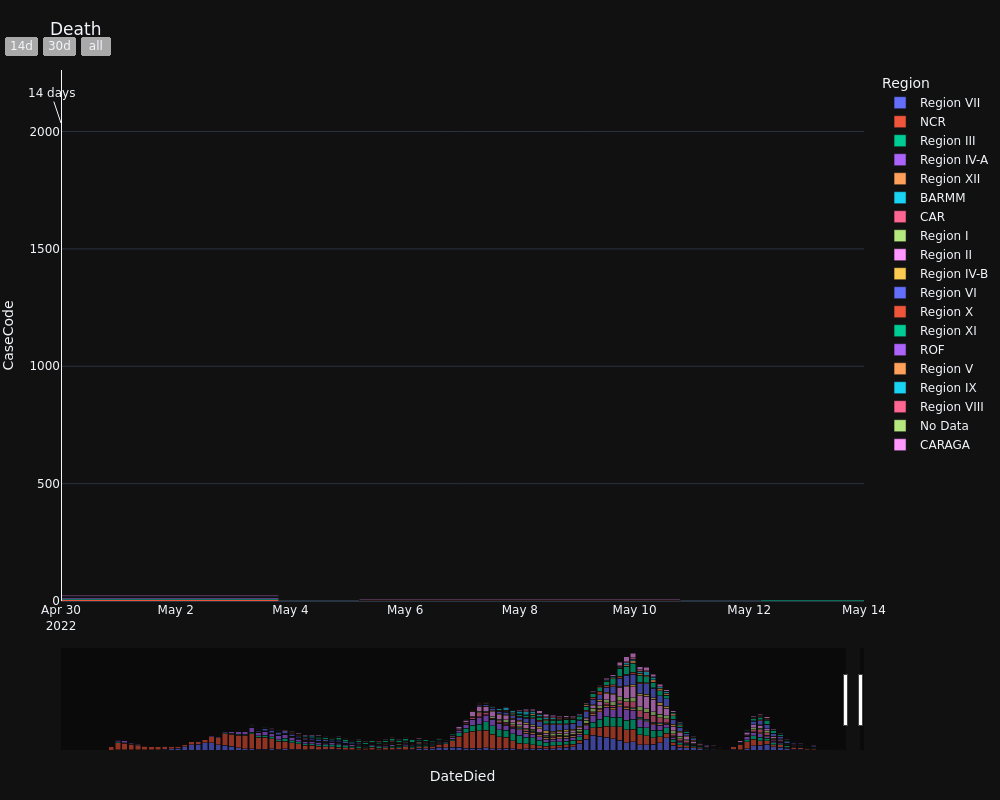 Death
14d 30d all
14 days
2000
1500
1000
500
0
CaseCode
Apr 30 May 2 May 4 May 6 May 8 May 10 May 12 May 14
2022
DateDied
Region
Region VII
NCR
Region III
Region IV-A
Region XII
BARMM
CAR
Region I
Region II
Region IV-B
Region VI
Region X
Region XI
ROF
Region V
Region IX
Region VIII
No Data
CARAGA